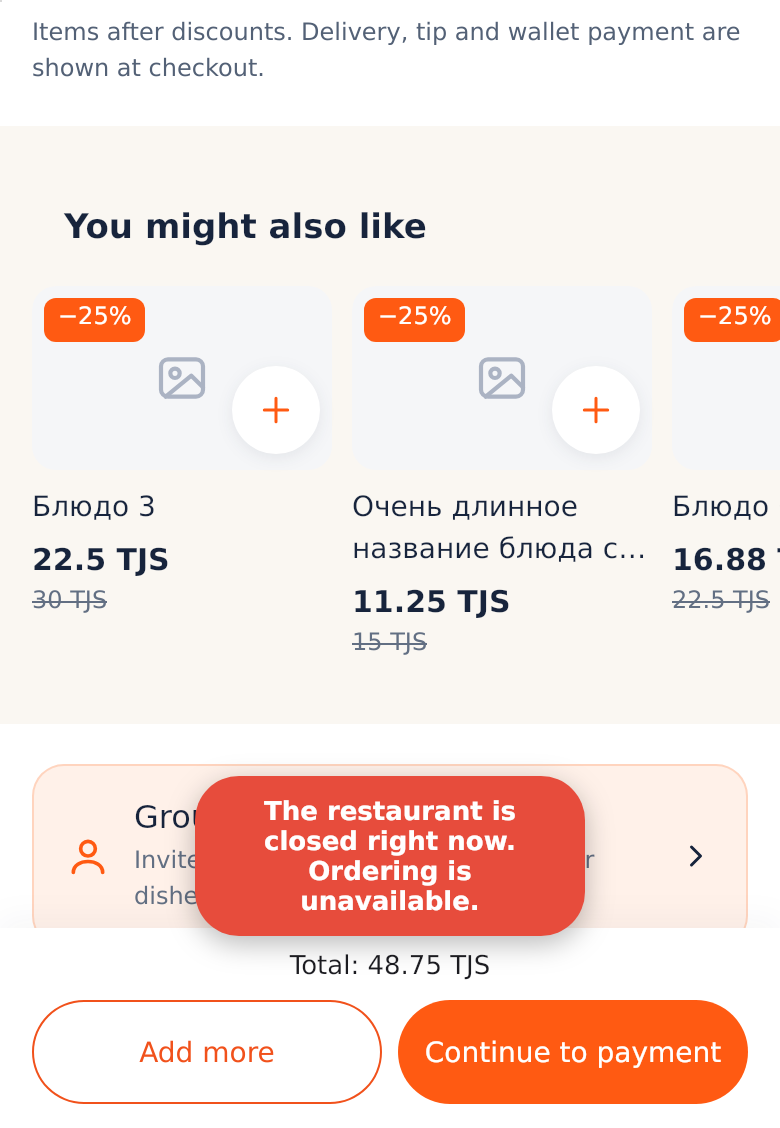 Items after discounts. Delivery, tip and wallet payment are
shown at checkout.
You might also like
−25%
−25%
−25%
Блюдо 3
22.5 TJS
30 TJS
Очень длинное
название блюда с…
11.25 TJS
15 TJS
Блюдо
16.88
22.5 TJS
The restaurant is
closed right now.
Ordering is
unavailable.
Total: 48.75 TJS
Add more
Continue to payment